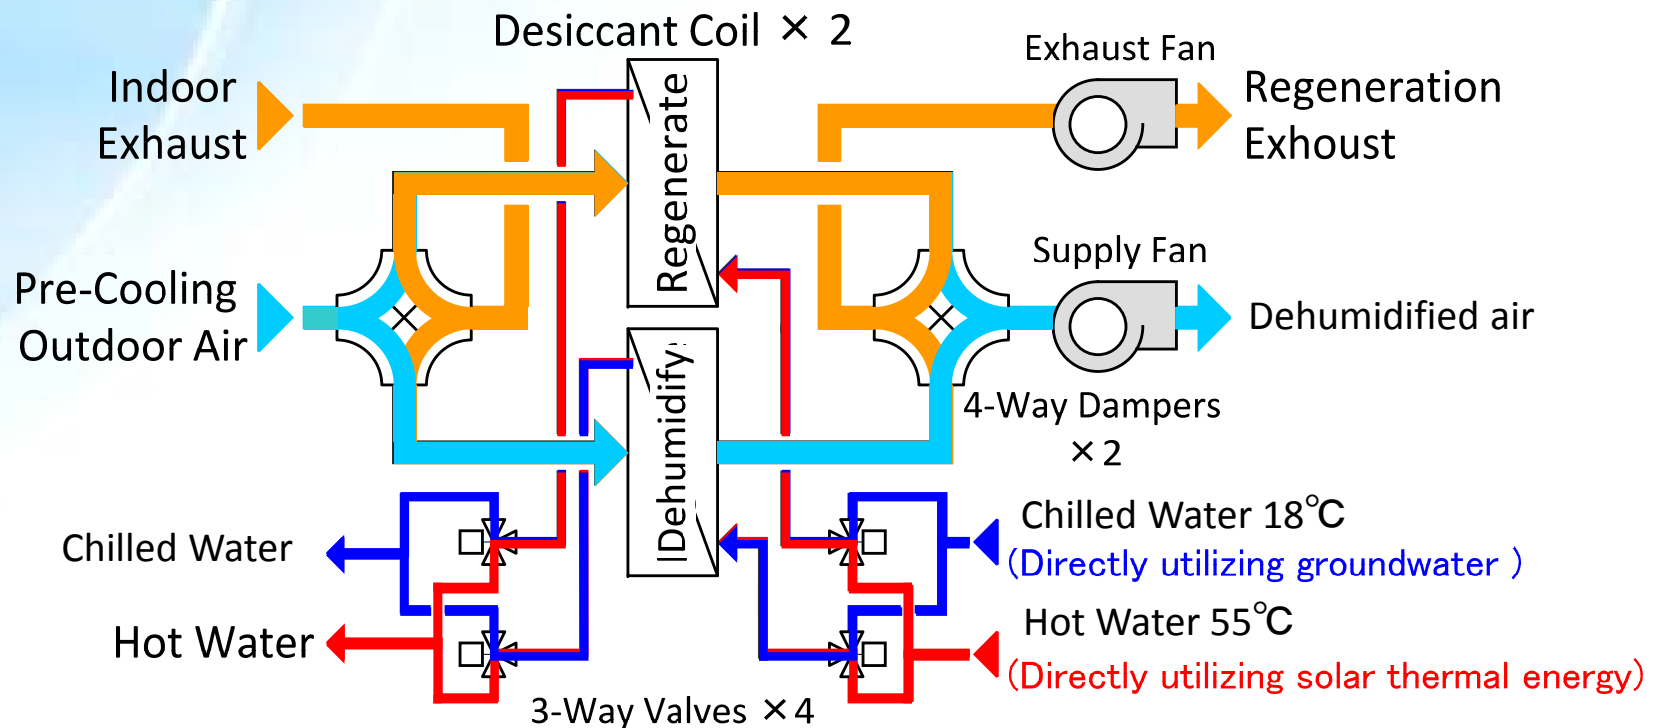 Desiccant Coil × 2
Indoor
Exhaust
Pre-Cooling
Outdoor Air
Regenerate
Dehumidify
Exhaust Fan
Regeneration
Exhoust
Supply Fan
Dehumidified air
4-Way Dampers
×2
Chilled Water
Hot Water
3-Way Valves ×4
Chilled Water 18℃
(Directly utilizing groundwater )
Hot Water 55℃
(Directly utilizing solar thermal energy)